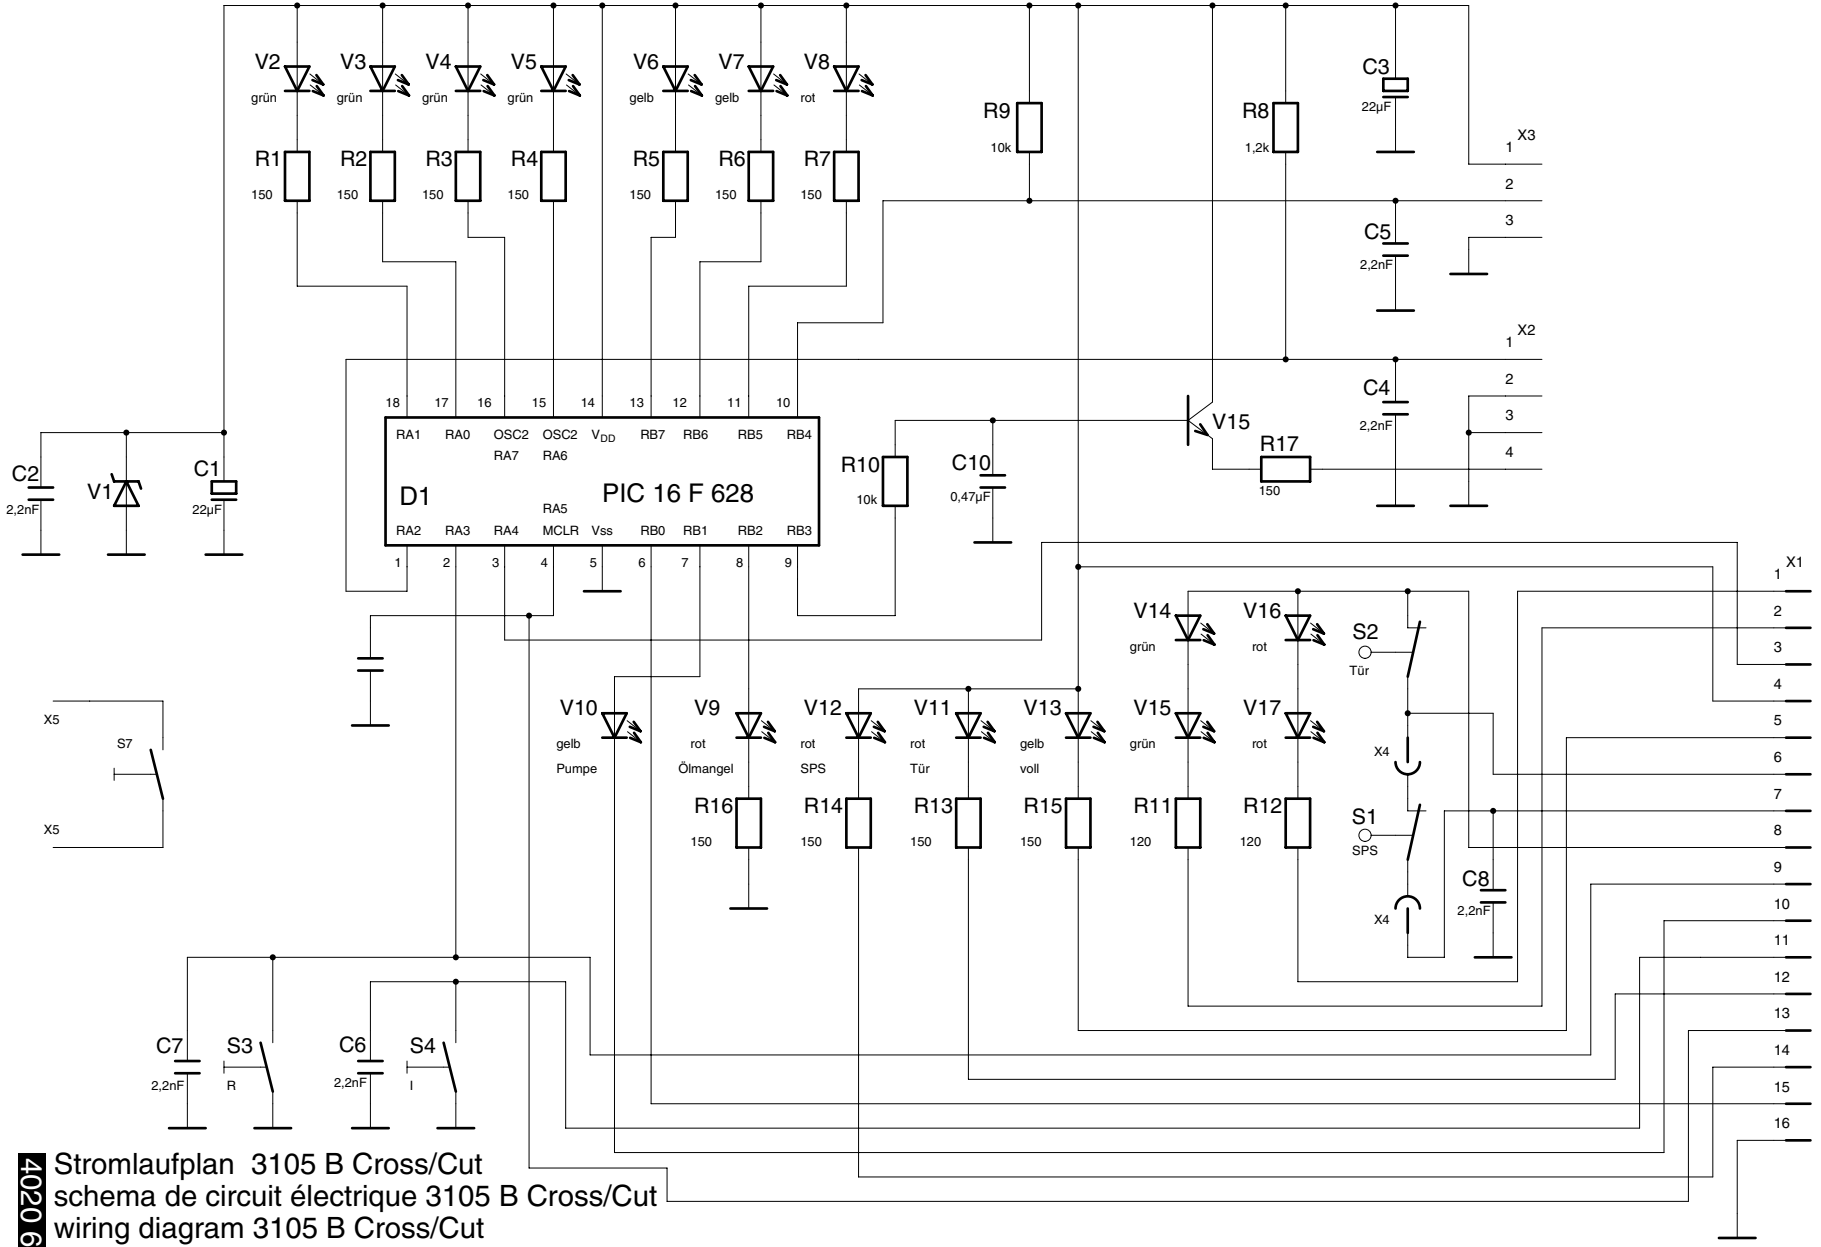 V2 V3 V4 V5 V6 V7 V8
grün grün grün grün gelb gelb rot
C3
22µF
R9
10k
R8
1,2k
X3
1
2
3
R1 R2 R3 R4 R5 R6 R7
150 150 150 150 150 150 150
C5
2,2nF
X2
1
2
3
4
C4
2,2nF
18 17 16 15 14 13 12 11 10
RA1 RA0 OSC2 OSC2 VDD RB7 RB6 RB5 RB4
RA7 RA6
D1 PIC 16 F 628
RA5
RA2 RA3 RA4 MCLR Vss RB0 RB1 RB2 RB3
1 2 3 4 5 6 7 8 9
V15
R17
150
R10
10k
C10
0,47µF
C2
2,2nF
V1
C1
22µF
X1
1
2
3
4
5
6
7
8
9
10
11
12
13
14
15
16
V14
grün
V16
rot
S2
Tür
V10
gelb
Pumpe
V9
rot
Ölmangel
V12
rot
SPS
V11
rot
Tür
V13
gelb
voll
V15
grün
V17
rot
X4
X5
S7
X5
R16 R14 R13 R15 R11 R12
150 150 150 150 120 120
S1
SPS
X4
C8
2,2nF
C7
2,2nF
S3
R
C6
2,2nF
S4
I
4020 6
Stromlaufplan 3105 B Cross/Cut
schema de circuit électrique 3105 B Cross/Cut
wiring diagram 3105 B Cross/Cut